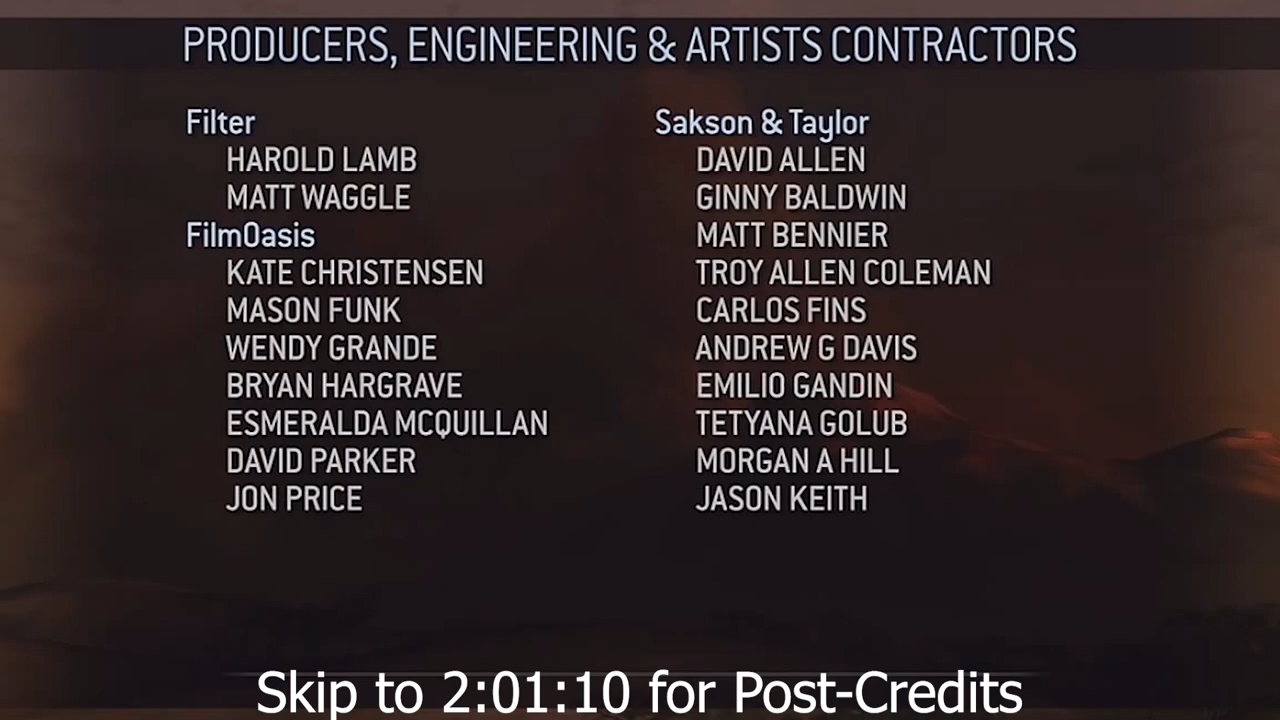 PRODUCERS, ENGINEERING & ARTISTS CONTRACTORS
Filter
HAROLD LAMB
MATT WAGGLE
FilmOasis
KATE CHRISTENSEN
MASON FUNK
WENDY GRANDE
BRYAN HARGRAVE
ESMERALDA MCQUILLAN
DAVID PARKER
JON PRICE
Sakson & Taylor
DAVID ALLEN
GINNY BALDWIN
MATT BENNIER
TROY ALLEN COLEMAN
CARLOS FINS
ANDREW G DAVIS
EMILIO GANDIN
TETYANA GOLUB
MORGAN A HILL
JASON KEITH
Skip to 2:01:10 for Post-Credits